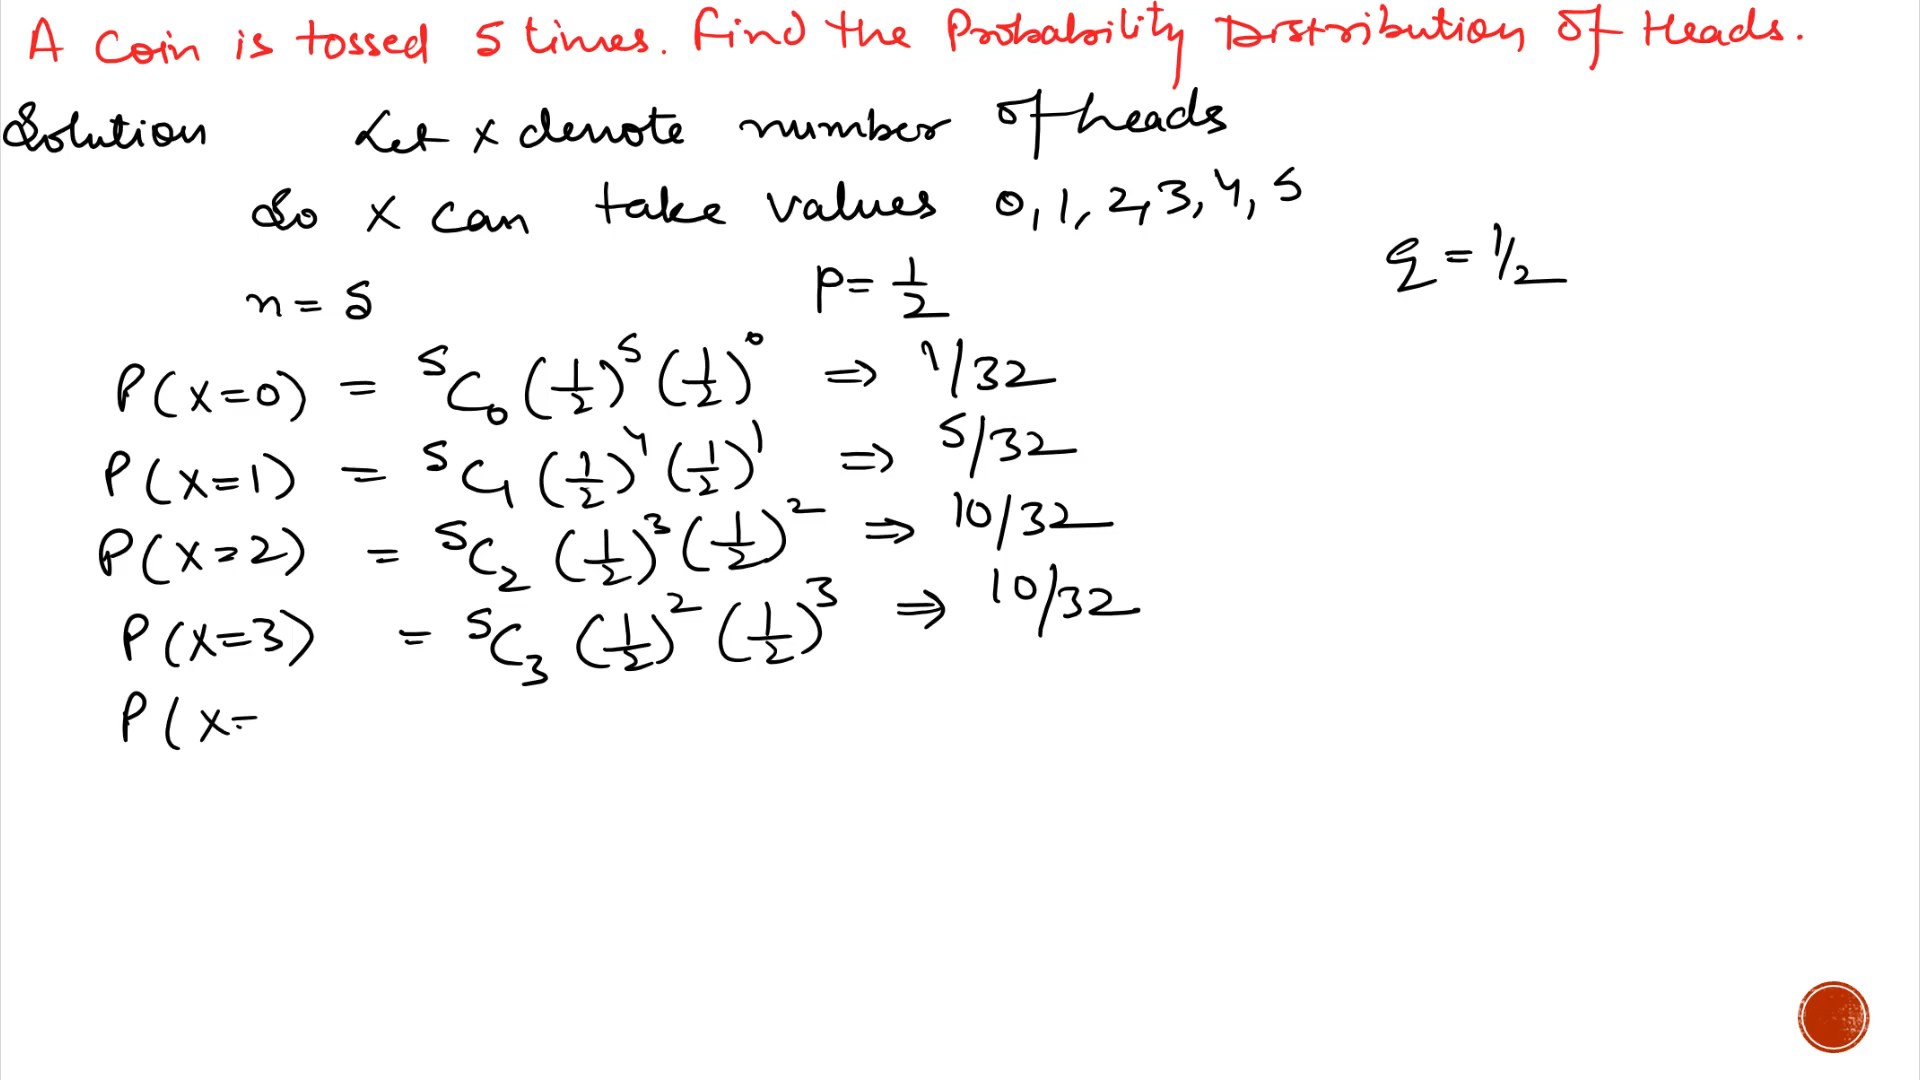 A Coin is tossed 5 times. Find the Probability Distribution Of Heads.
Solution Let x denote number of heads
So x can take values 0, 1, 2, 3, 4, 5
n = 5 p = 1/2 q = 1/2
P(x=0) = ⁵C₀ (1/2)⁵ (1/2)⁰ ⇒ 1/32
P(x=1) = ⁵C₁ (1/2)⁴ (1/2)¹ ⇒ 5/32
P(x=2) = ⁵C₂ (1/2)³ (1/2)² ⇒ 10/32
P(x=3) = ⁵C₃ (1/2)² (1/2)³ ⇒ 10/32
P(x=